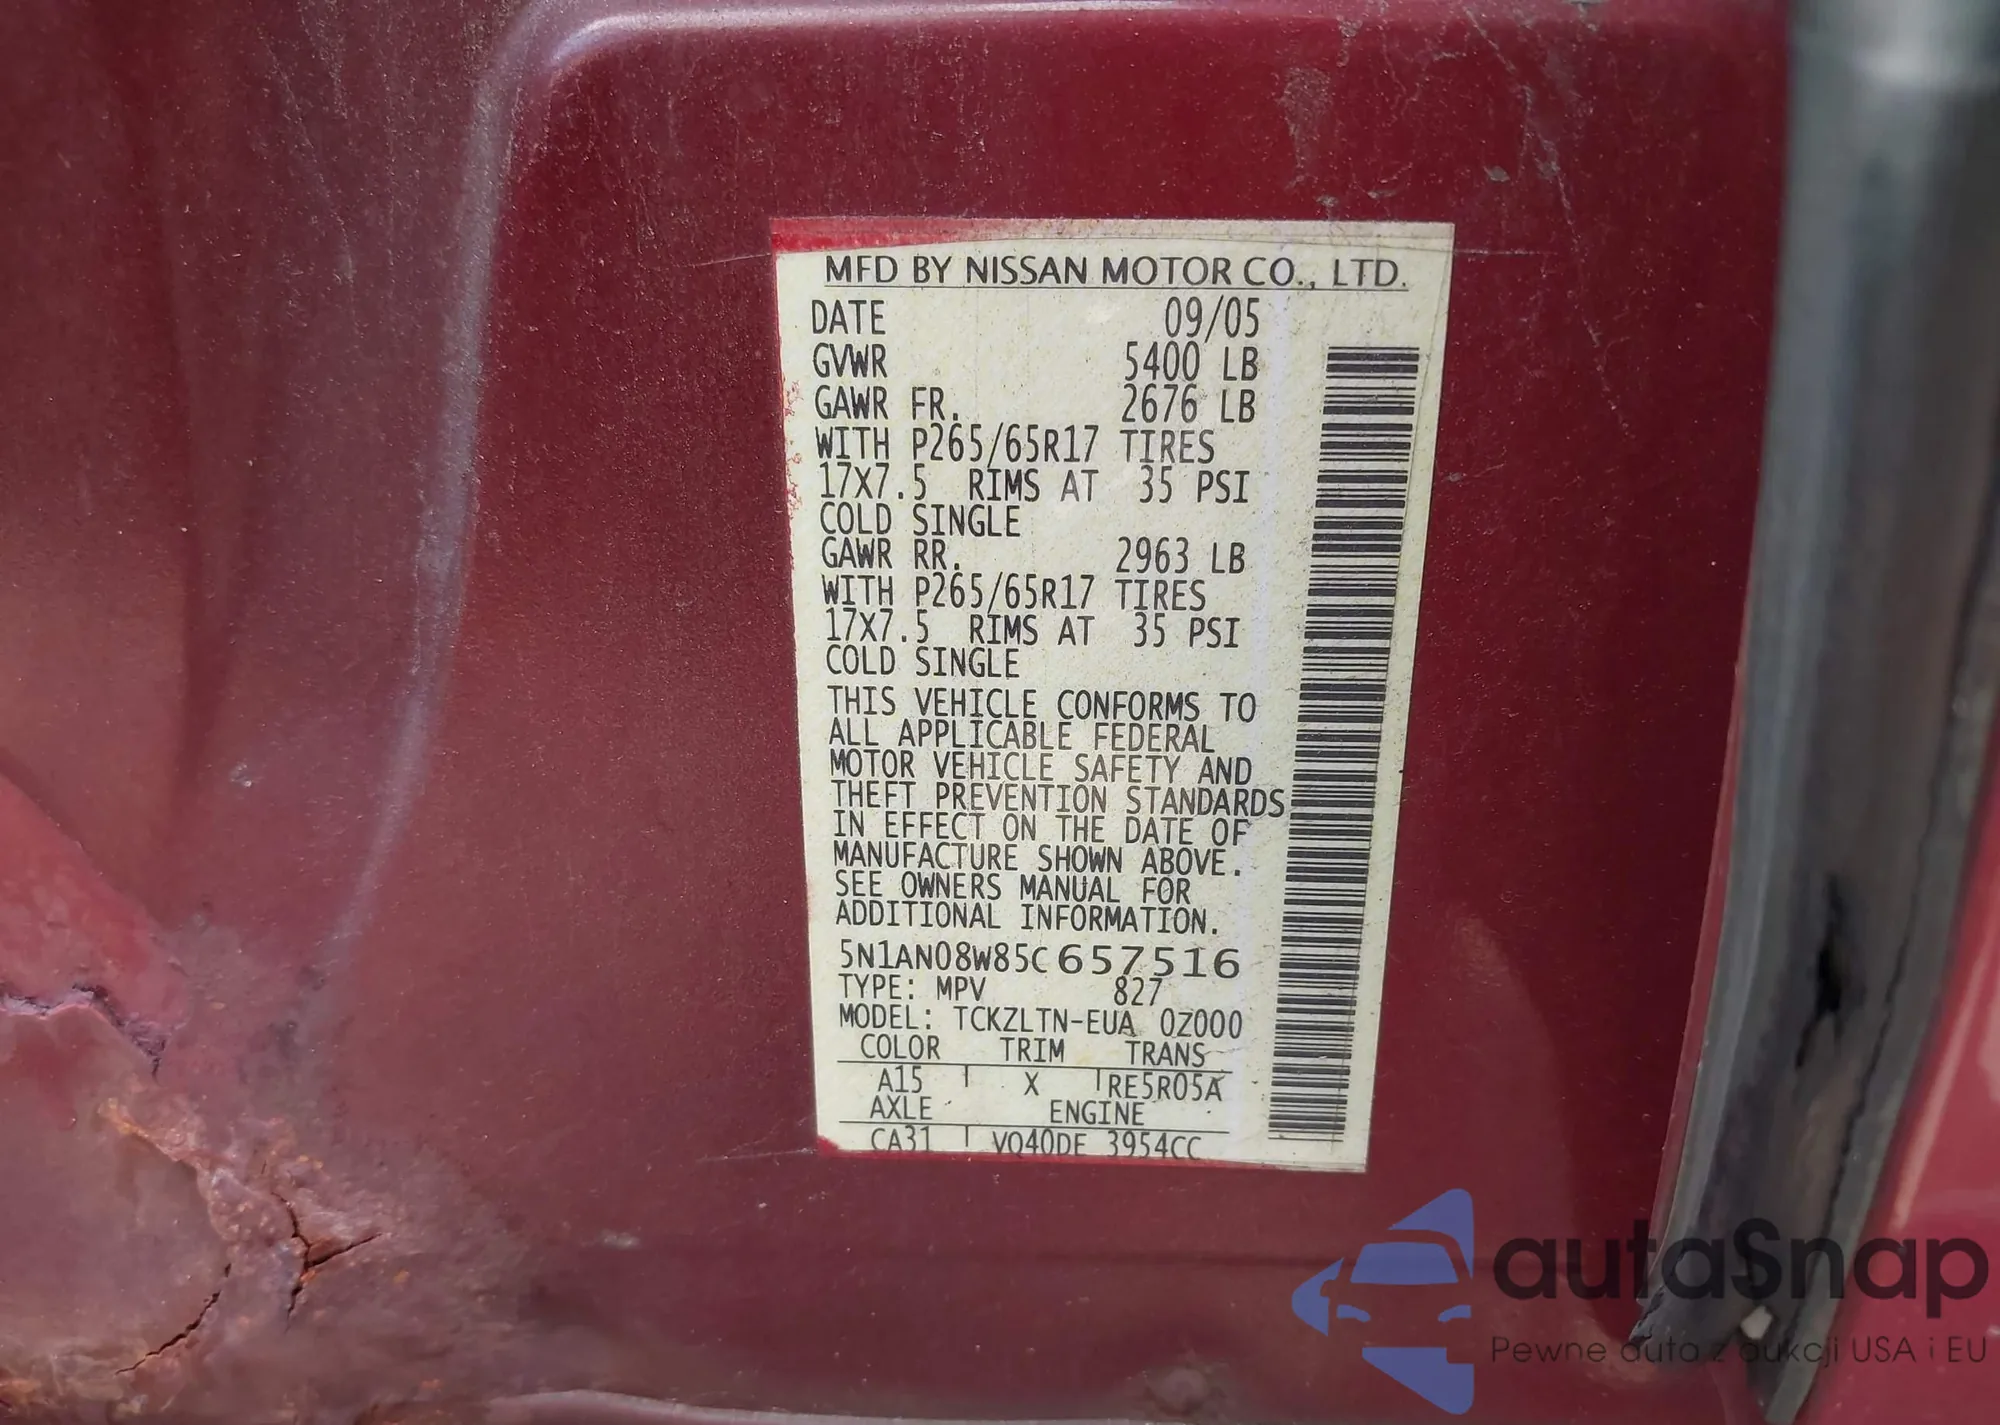 MFD BY NISSAN MOTOR CO., LTD.
DATE 09/05
GVWR 5400 LB
GAWR FR. 2676 LB
WITH P265/65R17 TIRES
17X7.5 RIMS AT 35 PSI
COLD SINGLE
GAWR RR. 2963 LB
WITH P265/65R17 TIRES
17X7.5 RIMS AT 35 PSI
COLD SINGLE
THIS VEHICLE CONFORMS TO
ALL APPLICABLE FEDERAL
MOTOR VEHICLE SAFETY AND
THEFT PREVENTION STANDARDS
IN EFFECT ON THE DATE OF
MANUFACTURE SHOWN ABOVE.
SEE OWNERS MANUAL FOR
ADDITIONAL INFORMATION.
5N1AN08W85C657516
TYPE: MPV 827
MODEL: TCKZLTN-EUA 0Z000
COLOR TRIM TRANS
A15 X RE5R05A
AXLE ENGINE
CA31 VQ40DE 3954CC
autaSnap
Pewne auta z aukcji USA i EU